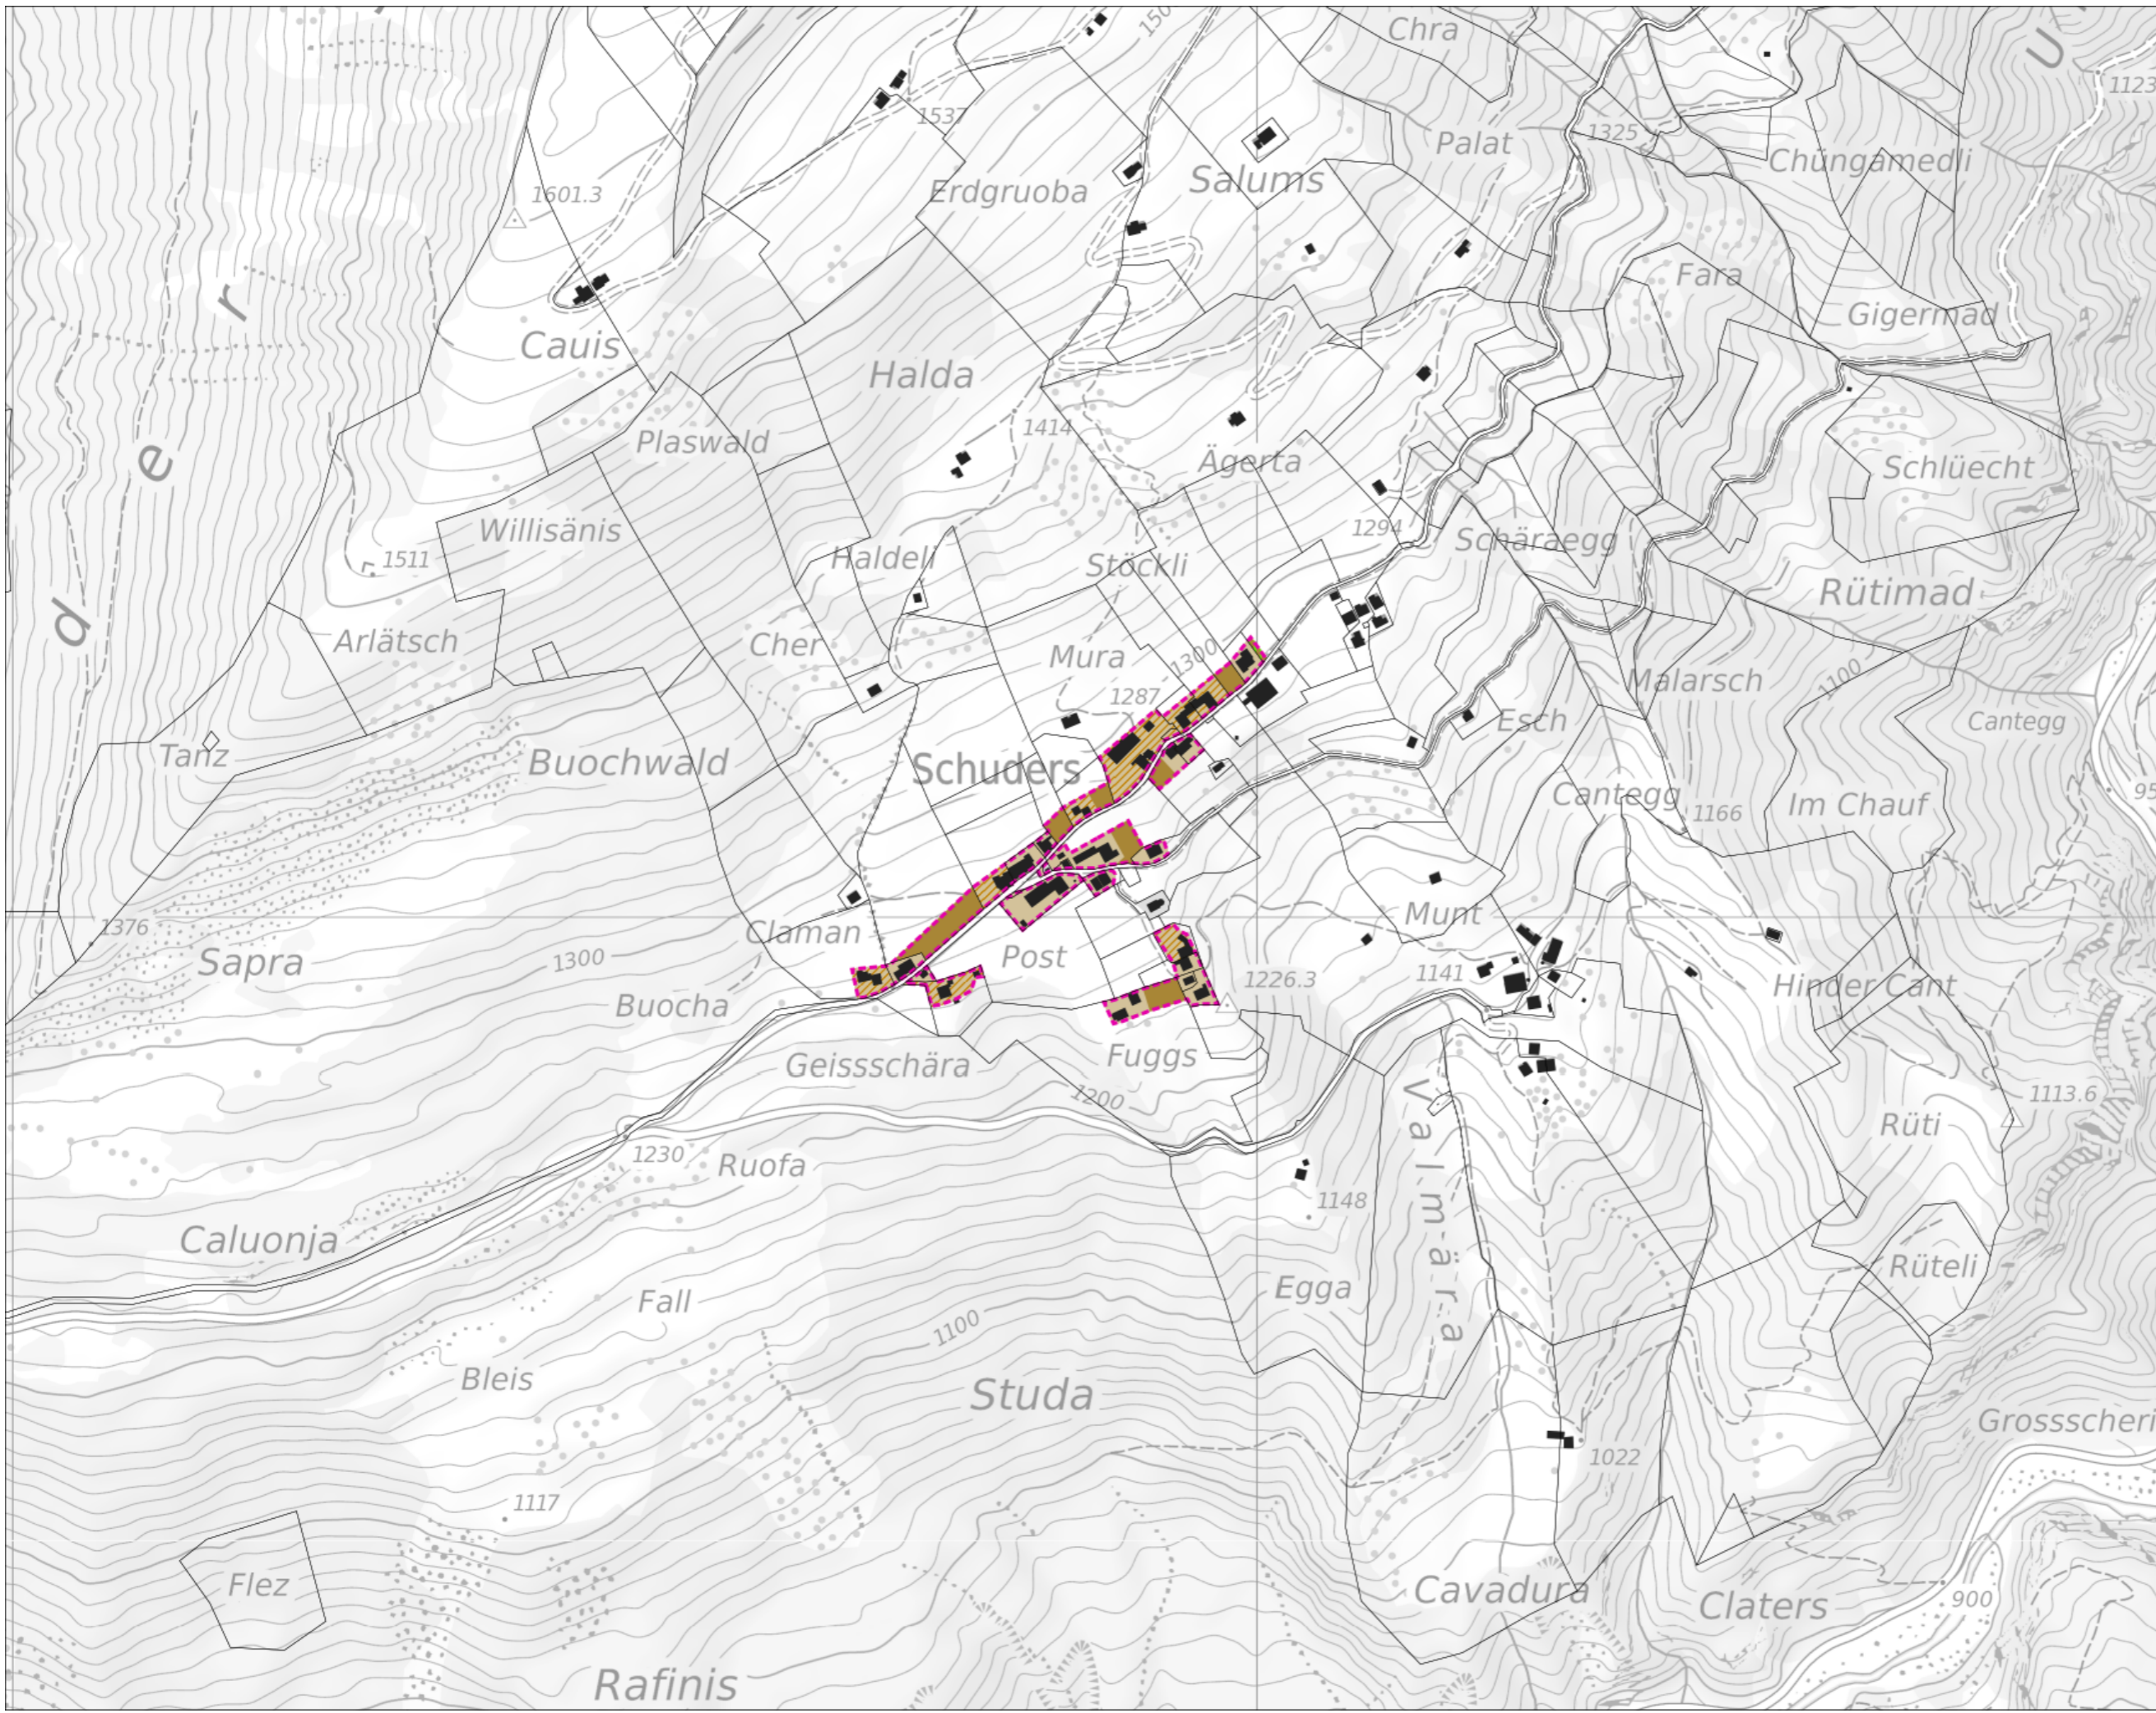 Chra
U
1123
150
1537
Palat
1325
Chüngamedli
1601.3
Erdgruoba
Salums
r
Fara
Gigermad
Cauis
Halda
1414
e
Plaswald
Ägerta
Schlüecht
Willisänis
1294
Schäraegg
1511
Haldeli
Stöckli
Rütimad
d
Arlätsch
Cher
Mura
1300
1287
Malarsch
1100
Esch
Cantegg
Tanz
Buochwald
Schuders
Cantegg
1166
Im Chauf
95
1376
Claman
Munt
Sapra
1300
Post
1226.3
1141
Hinder Cant
Buocha
Geissschära
Fuggs
1200
Valmära
1113.6
Rüti
1230
Ruofa
1148
Caluonja
Egga
Rüteli
Fall
1100
Bleis
Studa
Grossscheri
1022
1117
Flez
Cavadura
Claters
900
Rafinis